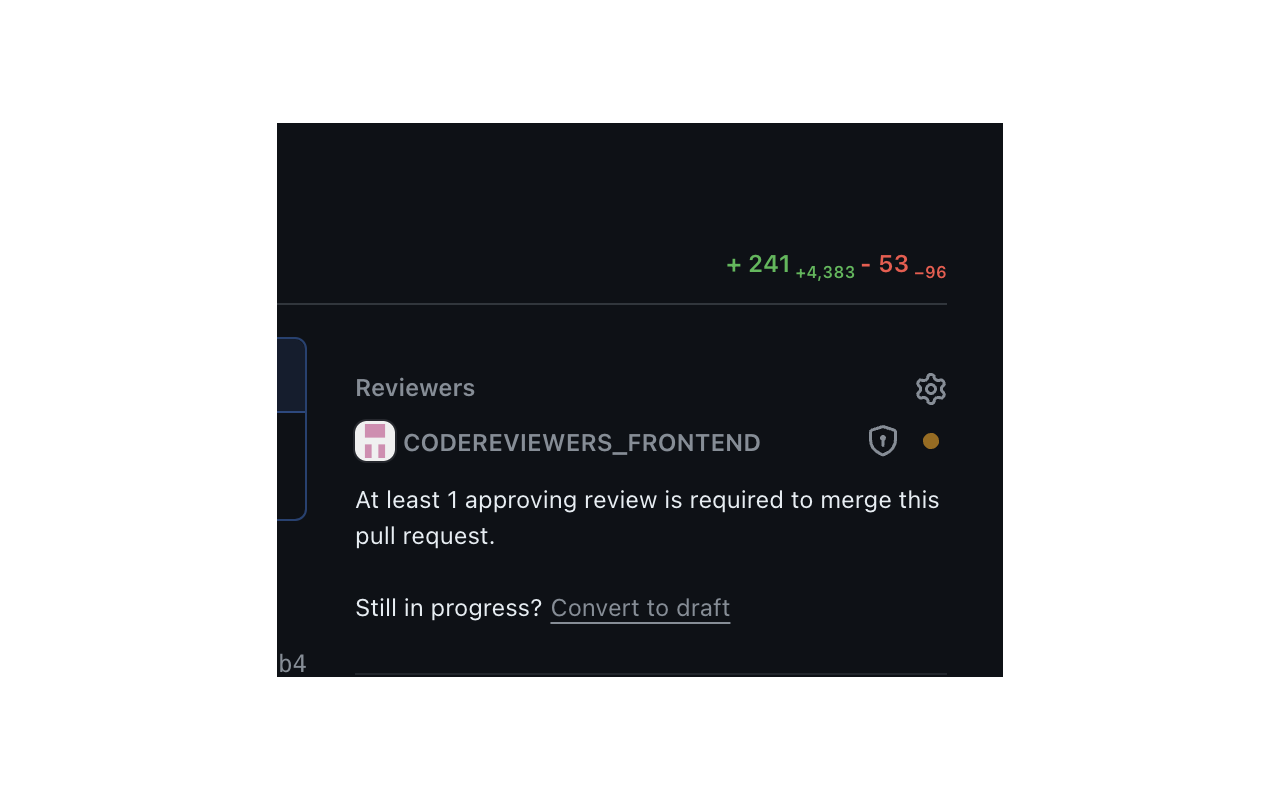 + 241 +4,383 - 53 −96
Reviewers
CODEREVIEWERS_FRONTEND
At least 1 approving review is required to merge this
pull request.
Still in progress? Convert to draft
b4